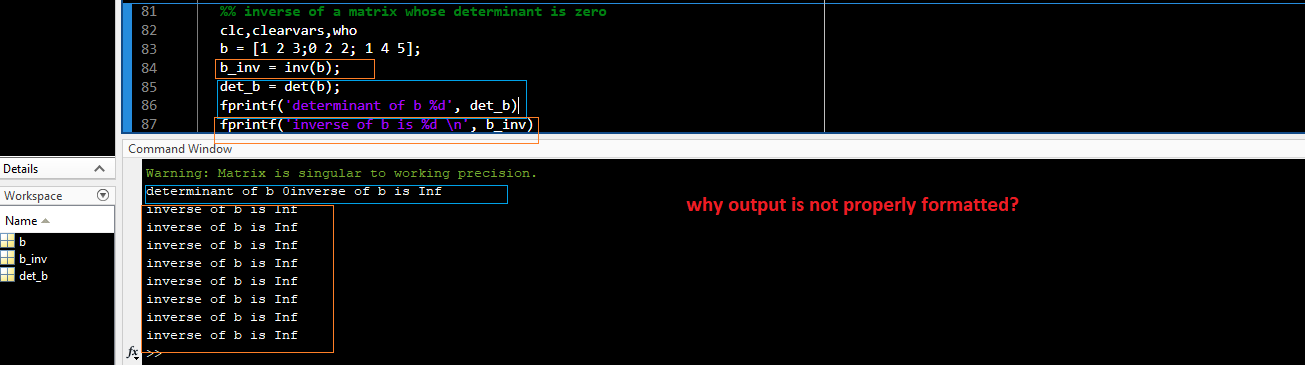 81 %% inverse of a matrix whose determinant is zero
82 clc,clearvars,who
83 b = [1 2 3;0 2 2; 1 4 5];
84 b_inv = inv(b);
85 det_b = det(b);
86 fprintf('determinant of b %d', det_b)
87 fprintf('inverse of b is %d \n', b_inv)
Command Window
Details
Workspace
Name
b
b_inv
det_b
Warning: Matrix is singular to working precision.
determinant of b 0inverse of b is Inf
inverse of b is Inf
inverse of b is Inf
inverse of b is Inf
inverse of b is Inf
inverse of b is Inf
inverse of b is Inf
inverse of b is Inf
inverse of b is Inf
fx >>
why output is not properly formatted?